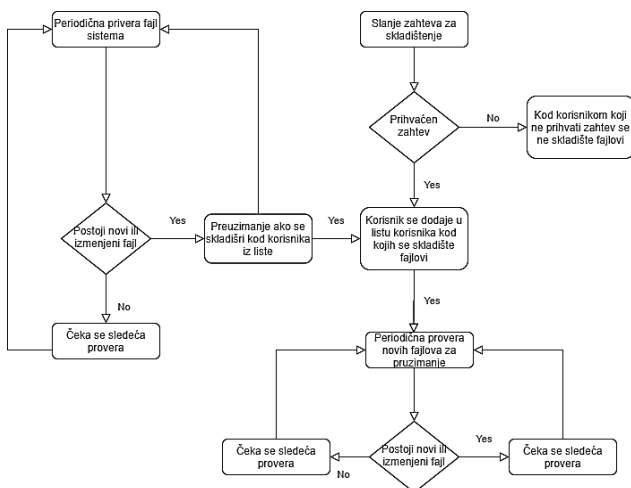 Periodična privera fajl
sistema
Postoji novi ili
izmenjeni fajl
Yes
No
Čeka se sledeća
provera
Preuzimanje ako se
skladišri kod korisnika
iz liste
Yes
Slanje zahteva za
skladištenje
Prihvaćen
zahtev
No
Kod korisnikom koji
ne prihvati zahtev se
ne skladište fajlovi
Yes
Korisnik se dodaje u
listu korisnika kod
kojih se skladište
fajlovi
Yes
Periodična provera
novih fajlova za
pruzimanje
Postoji novi ili
izmenjeni fajl
No
Čeka se sledeća
provera
Yes
Čeka se sledeća
provera